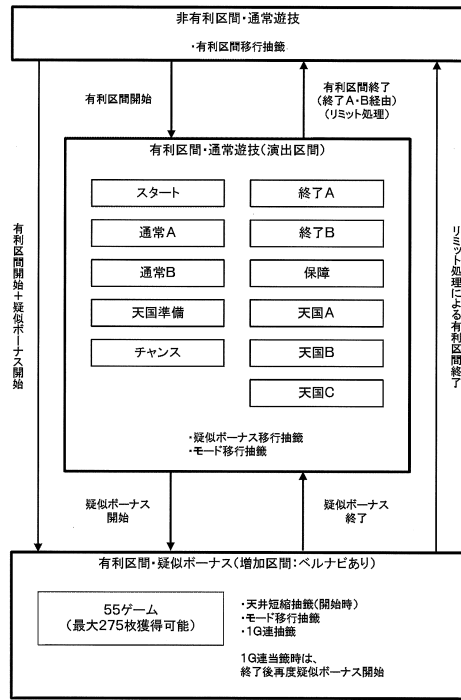 非有利区間・通常遊技
・有利区間移行抽籤
有利区間開始
有利区間終了
(終了A・B経由)
(リミット処理)
有利区間・通常遊技(演出区間)
スタート
通常A
通常B
天国準備
チャンス
終了A
終了B
保障
天国A
天国B
天国C
・疑似ボーナス移行抽籤
・モード移行抽籤
有利区間開始+疑似ボーナス開始
リミット処理による有利区間終了
疑似ボーナス
開始
疑似ボーナス
終了
有利区間・疑似ボーナス(増加区間:ベルナビあり)
55ゲーム
(最大275枚獲得可能)
・天井短縮抽籤(開始時)
・モード移行抽籤
・1G連抽籤
1G連当籤時は、
終了後再度疑似ボーナス開始